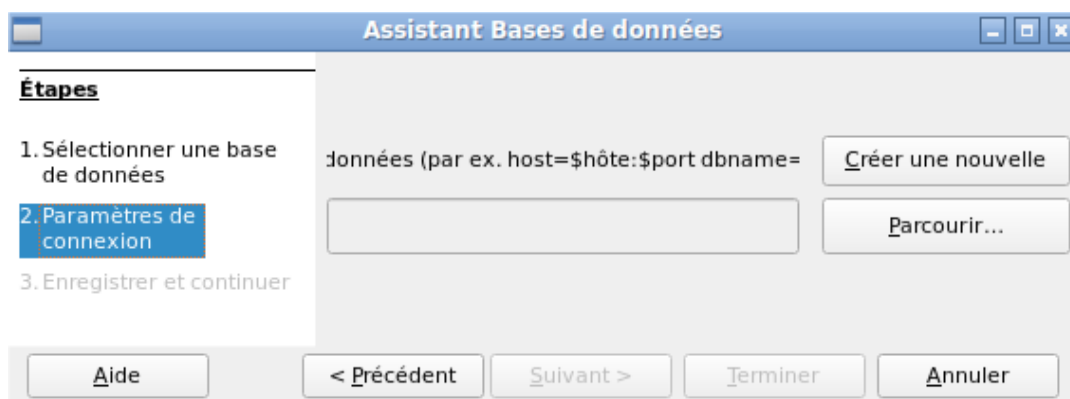 Assistant Bases de données
Étapes
1. Sélectionner une base
de données
2. Paramètres de
connexion
3. Enregistrer et continuer
données (par ex. host=$hôte:$port dbname=
Créer une nouvelle
Parcourir...
Aide
< Précédent
Suivant >
Terminer
Annuler